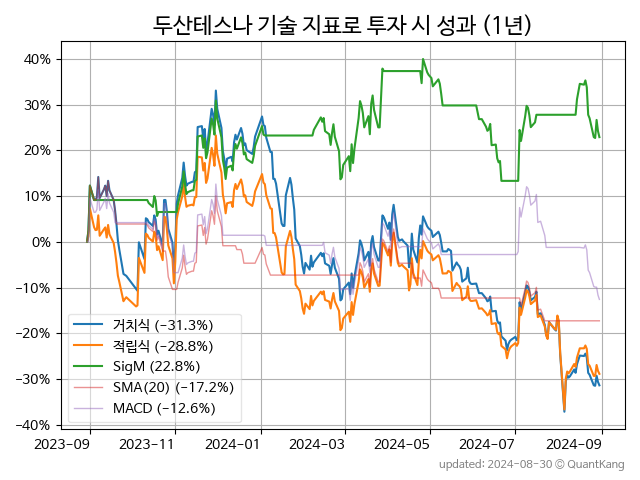 두산테스나 기술 지표로 투자 시 성과 (1년)
40%
30%
20%
10%
0%
−10%
−20%
−30%
−40%
거치식 (−31.3%)
적립식 (−28.8%)
SigM (22.8%)
SMA(20) (−17.2%)
MACD (−12.6%)
2023-09 2023-11 2024-01 2024-03 2024-05 2024-07 2024-09
updated: 2024-08-30 © QuantKang